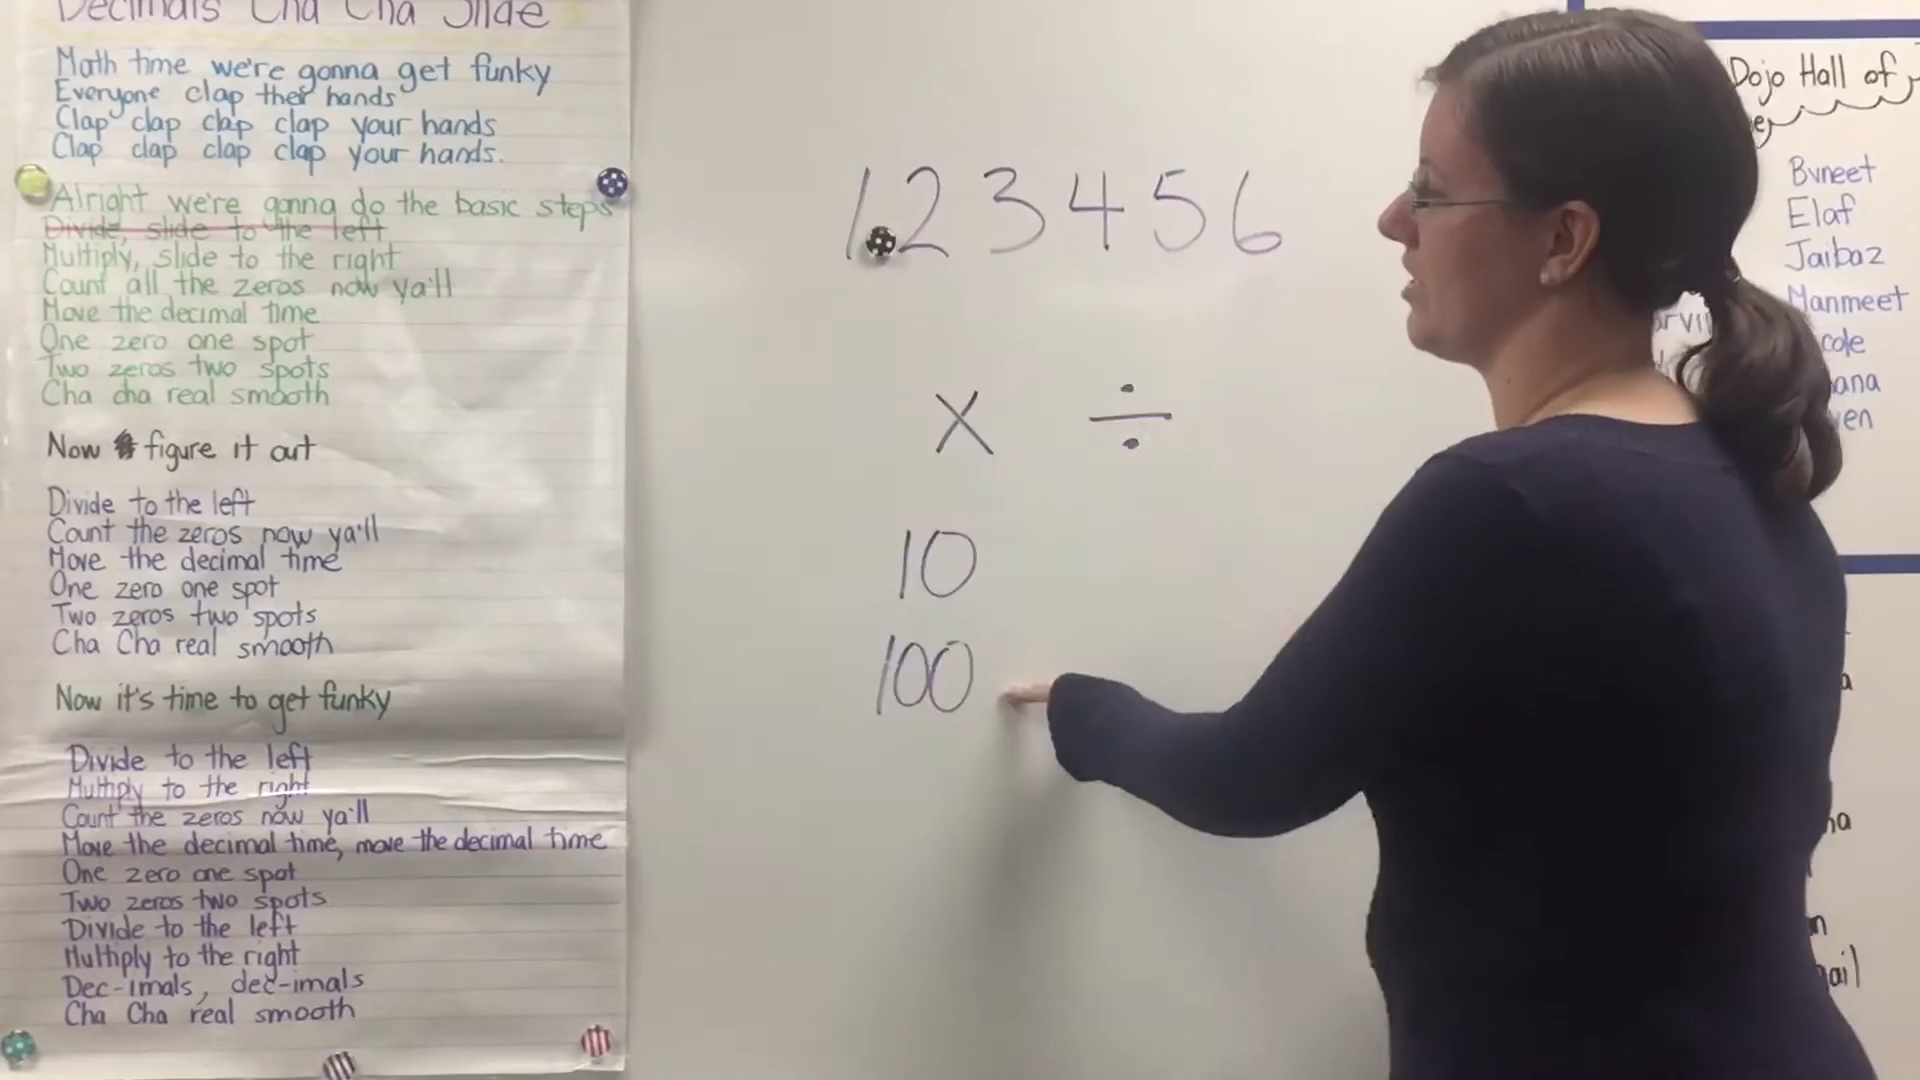 Decimals Cha Cha Slide
Math time we're gonna get funky
Everyone clap their hands
Clap clap clap clap your hands
Clap clap clap clap your hands.
Alright we're gonna do the basic steps
Divide, slide to the left
Multiply, slide to the right
Count all the zeros now ya'll
Move the decimal time
One zero one spot
Two zeros two spots
Cha cha real smooth
Now figure it out
Divide to the left
Count the zeros now ya'll
Move the decimal time
One zero one spot
Two zeros two spots
Cha Cha real smooth
Now it's time to get funky
Divide to the left
Multiply to the right
Count the zeros now ya'll
Move the decimal time, move the decimal time
One zero one spot
Two zeros two spots
Divide to the left
Multiply to the right
Dec-imals, dec-imals
Cha Cha real smooth
123456
× ÷
10
100
Dojo Hall of
Bvneet
Elaf
Jaibaz
Manmeet